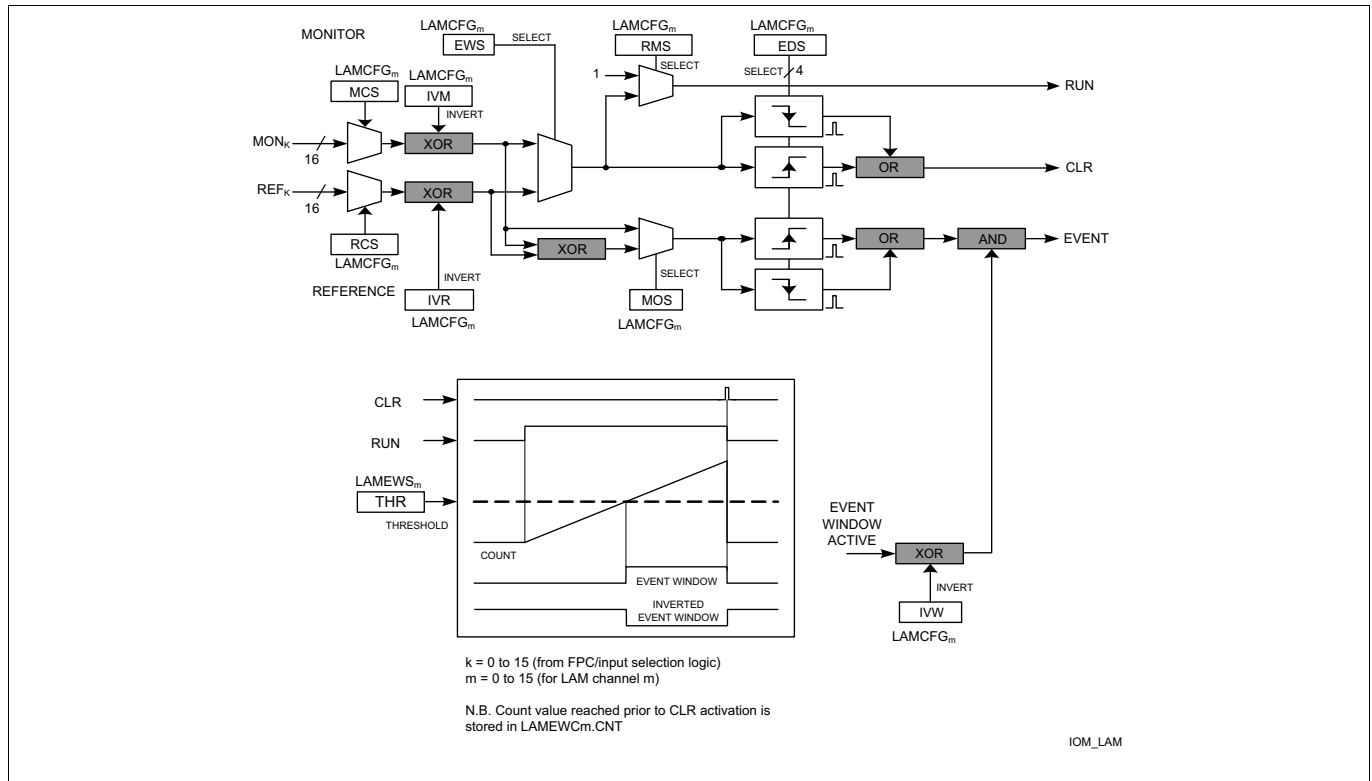 MONITOR
LAMCFGm
EWS
SELECT
LAMCFGm
RMS
SELECT
LAMCFGm
EDS
SELECT
4
1
RUN
LAMCFGm
MCS
LAMCFGm
IVM
INVERT
MONK
16
XOR
OR
CLR
REFK
16
XOR
XOR
OR
AND
EVENT
RCS
LAMCFGm
REFERENCE
INVERT
IVR
LAMCFGm
SELECT
MOS
LAMCFGm
CLR
RUN
LAMEWSm
THR
THRESHOLD
COUNT
EVENT WINDOW
INVERTED
EVENT WINDOW
EVENT
WINDOW
ACTIVE
XOR
INVERT
IVW
LAMCFGm
k = 0 to 15 (from FPC/input selection logic)
m = 0 to 15 (for LAM channel m)
N.B. Count value reached prior to CLR activation is
stored in LAMEWCm.CNT
IOM_LAM